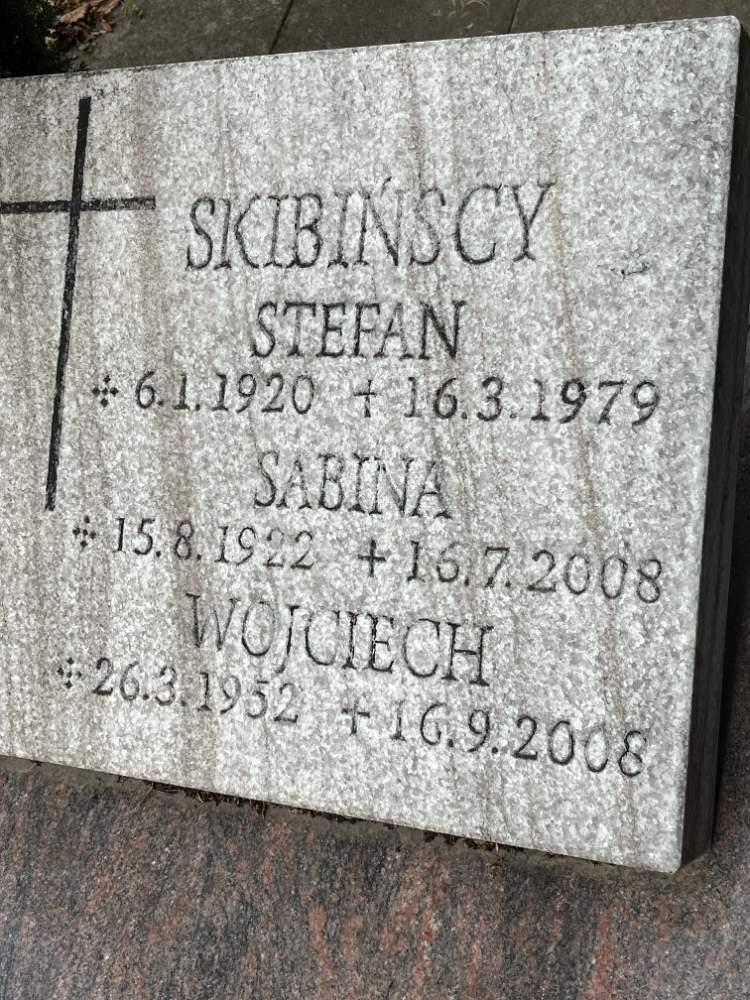 SKIBIŃSCY
STEFAN
6.1.1920 † 16.3.1979
SABINA
15.8.1922 † 16.7.2008
WOJCIECH
26.3.1952 † 16.9.2008